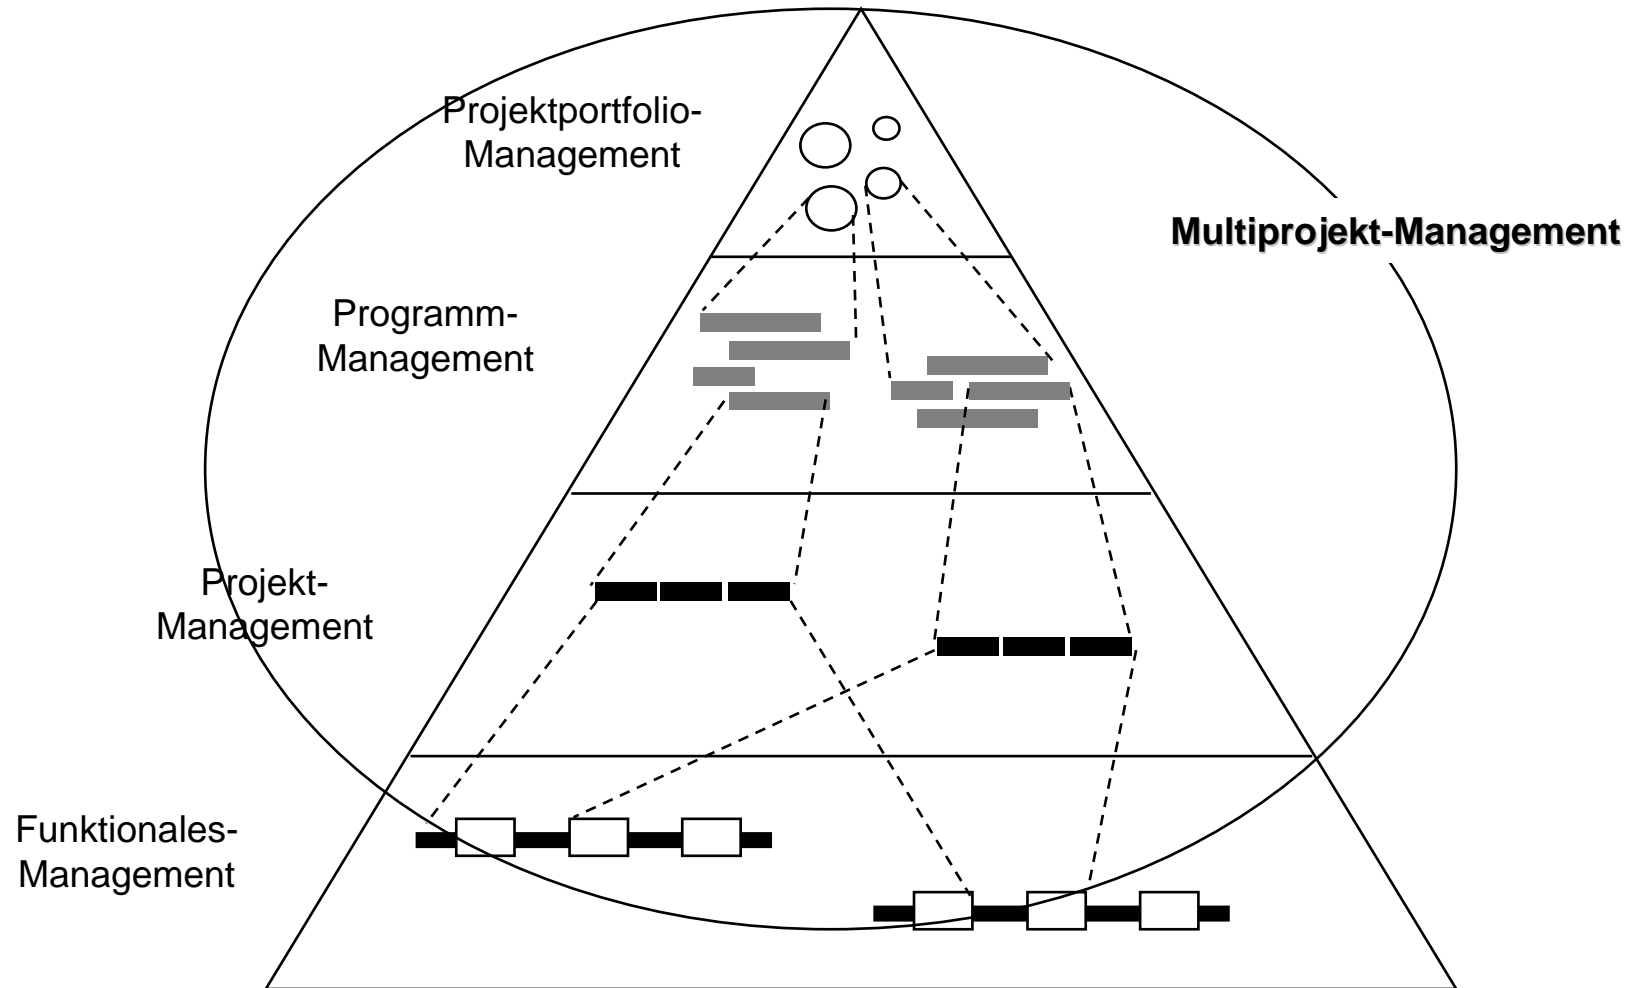 Projektportfolio-
Management
Multiprojekt-Management
Programm-
Management
Projekt-
Management
Funktionales-
Management